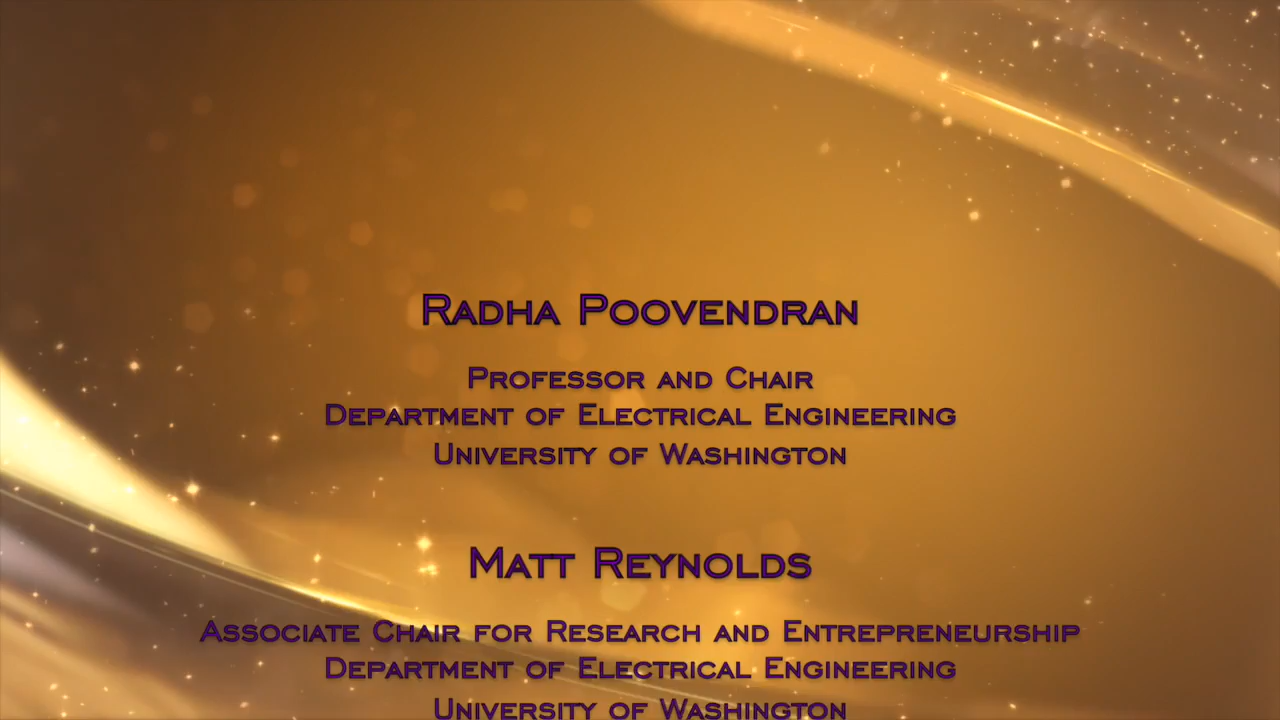 Radha Poovendran
Professor and Chair
Department of Electrical Engineering
University of Washington
Matt Reynolds
Associate Chair for Research and Entrepreneurship
Department of Electrical Engineering
University of Washington